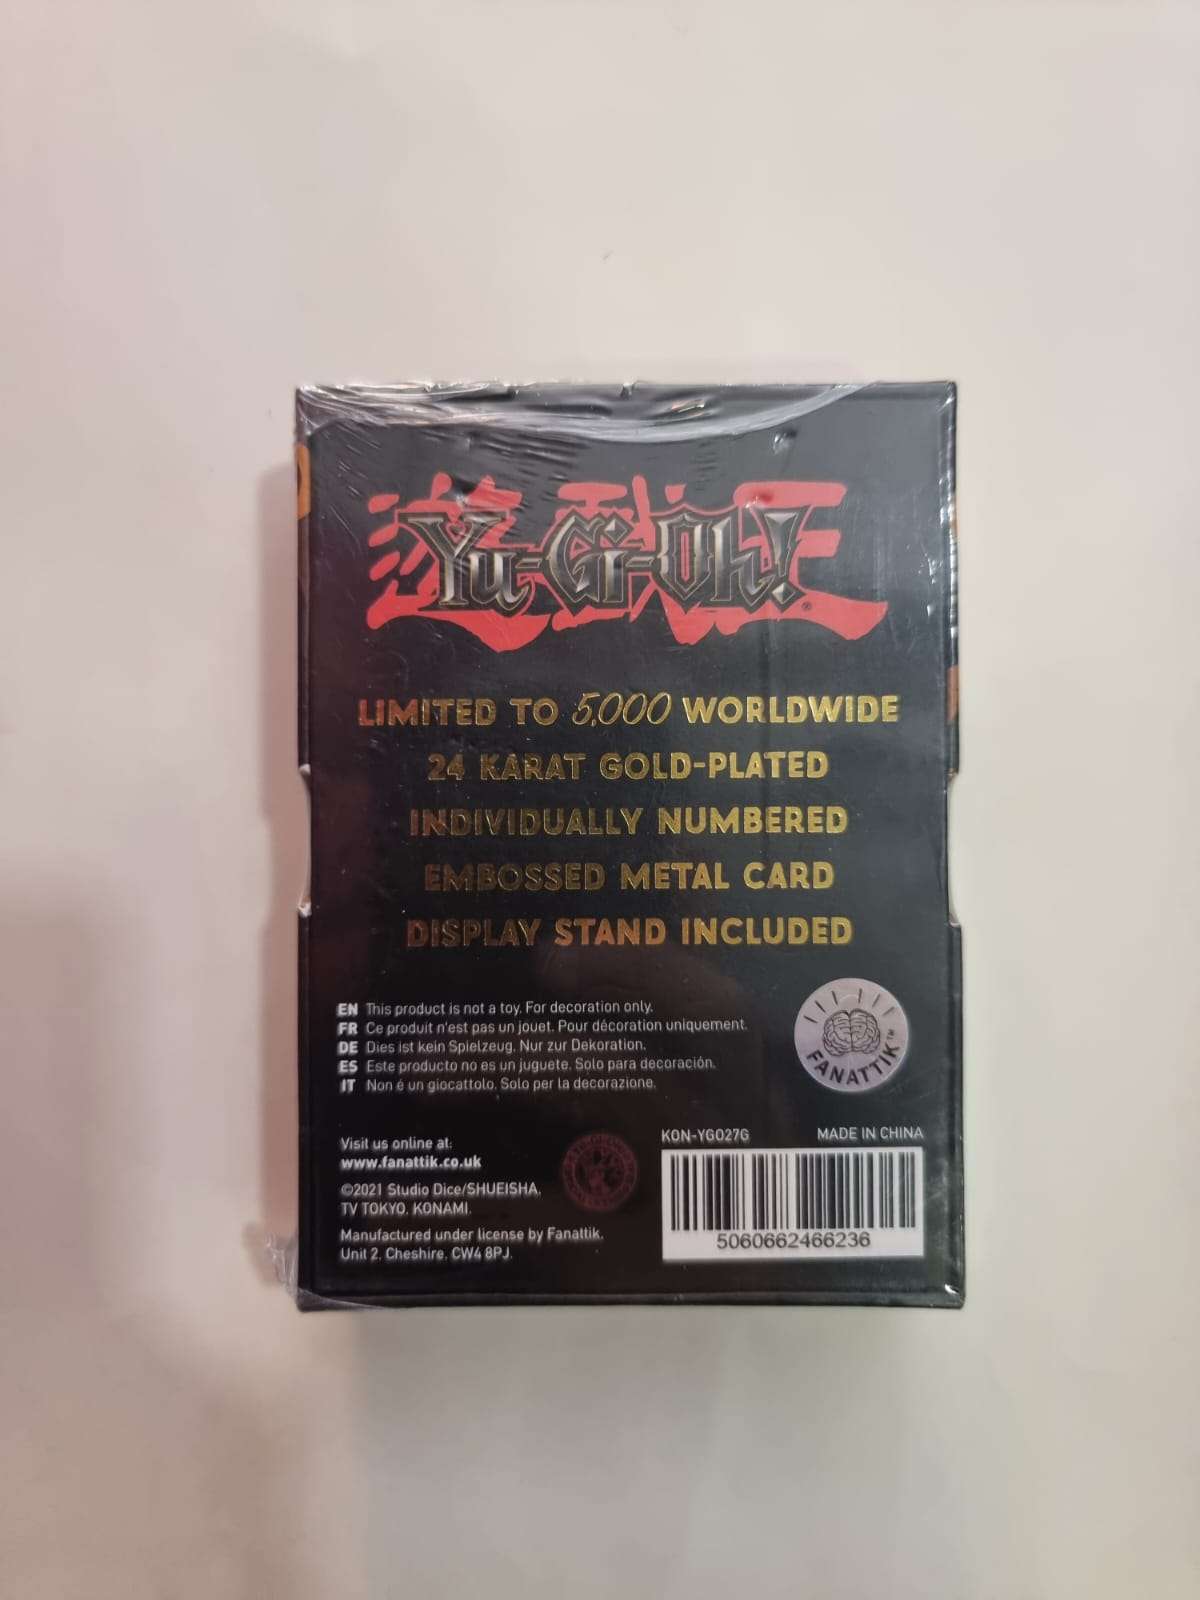 遊戯王
Yu-Gi-Oh!
®
LIMITED TO 5,000 WORLDWIDE
24 KARAT GOLD-PLATED
INDIVIDUALLY NUMBERED
EMBOSSED METAL CARD
DISPLAY STAND INCLUDED
EN This product is not a toy. For decoration only.
FR Ce produit n'est pas un jouet. Pour décoration uniquement.
DE Dies ist kein Spielzeug. Nur zur Dekoration.
ES Este producto no es un juguete. Solo para decoración.
IT Non é un giocattolo. Solo per la decorazione.
FANATTIK™
Visit us online at:
www.fanattik.co.uk
©2021 Studio Dice/SHUEISHA,
TV TOKYO, KONAMI.
Manufactured under license by Fanattik,
Unit 2, Cheshire, CW4 8PJ.
KON-YGO27G MADE IN CHINA
5060662466236